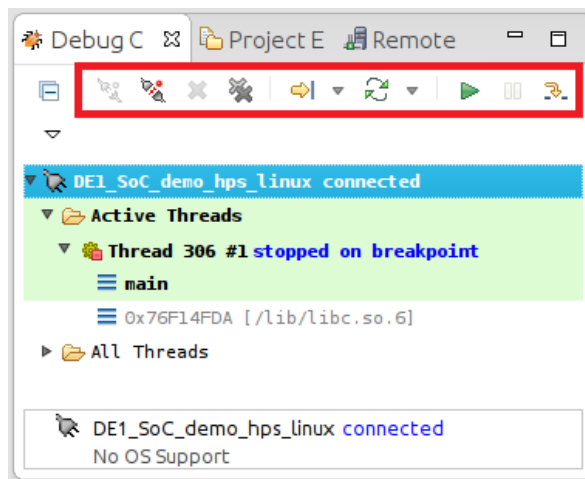 Debug C Project E Remote
DE1_SoC_demo_hps_linux connected
Active Threads
Thread 306 #1 stopped on breakpoint
main
0x76F14FDA [/lib/libc.so.6]
All Threads
DE1_SoC_demo_hps_linux connected
No OS Support